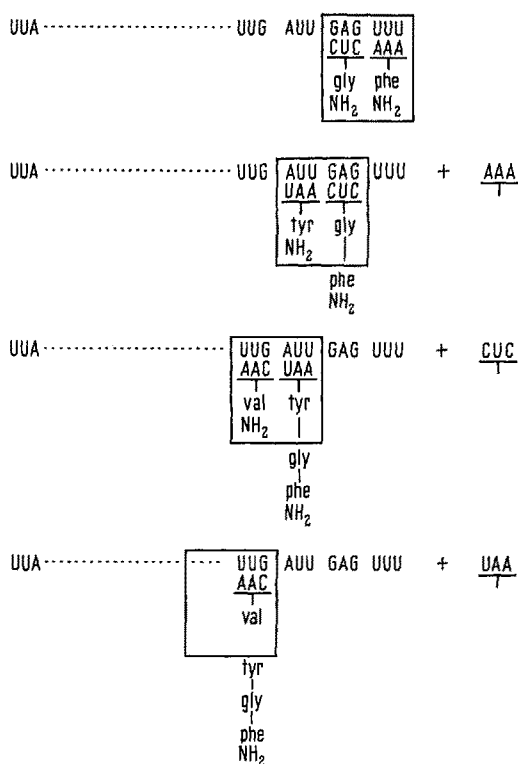 UUA ···························· UUG AUU GAG UUU
CUC AAA
gly phe
NH₂ NH₂
UUA ···························· UUG AUU GAG UUU + AAA
UAA CUC
tyr gly
NH₂
phe
NH₂
UUA ···························· UUG AUU GAG UUU + CUC
AAC UAA
val tyr
NH₂
gly
phe
NH₂
UUA ···························· UUG AUU GAG UUU + UAA
AAC
val
tyr
gly
phe
NH₂